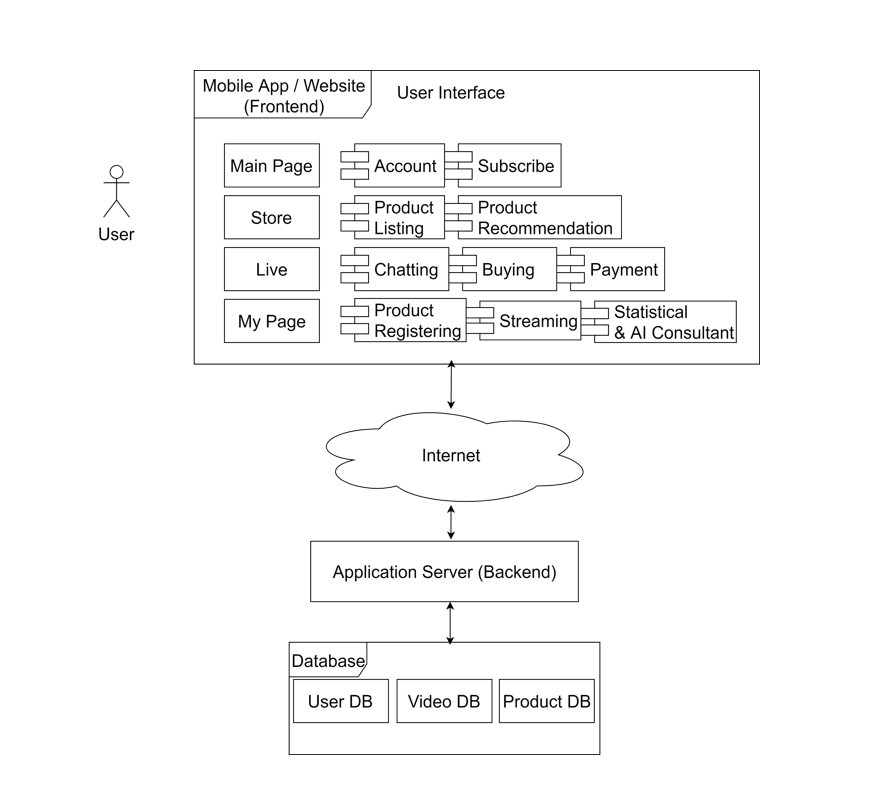 Mobile App / Website
(Frontend)
User Interface
User
Main Page
Account
Subscribe
Store
Product
Listing
Product
Recommendation
Live
Chatting
Buying
Payment
My Page
Product
Registering
Streaming
Statistical
& AI Consultant
Internet
Application Server (Backend)
Database
User DB
Video DB
Product DB